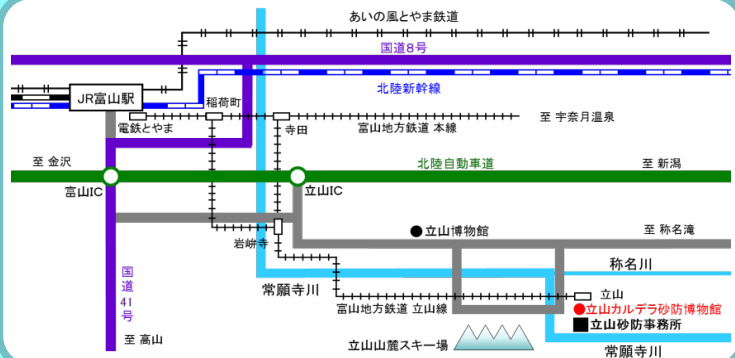 あいの風とやま鉄道
国道8号
北陸新幹線
JR富山駅
稲荷町
電鉄とやま
寺田
富山地方鉄道 本線
至 宇奈月温泉
至 金沢
北陸自動車道
至 新潟
富山IC
立山IC
立山博物館
至 称名滝
岩峅寺
称名川
国道41号
常願寺川
立山
富山地方鉄道 立山線
立山カルデラ砂防博物館
立山砂防事務所
至 高山
立山山麓スキー場
常願寺川